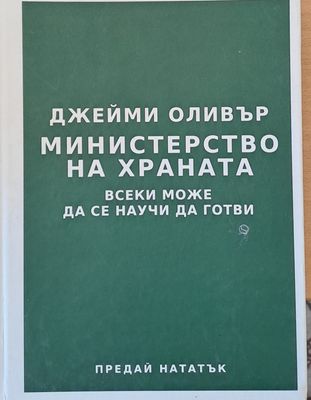 ДЖЕЙМИ ОЛИВЪР
МИНИСТЕРСТВО
НА ХРАНАТА
ВСЕКИ МОЖЕ
ДА СЕ НАУЧИ ДА ГОТВИ
ПРЕДАЙ НАТАТЪК